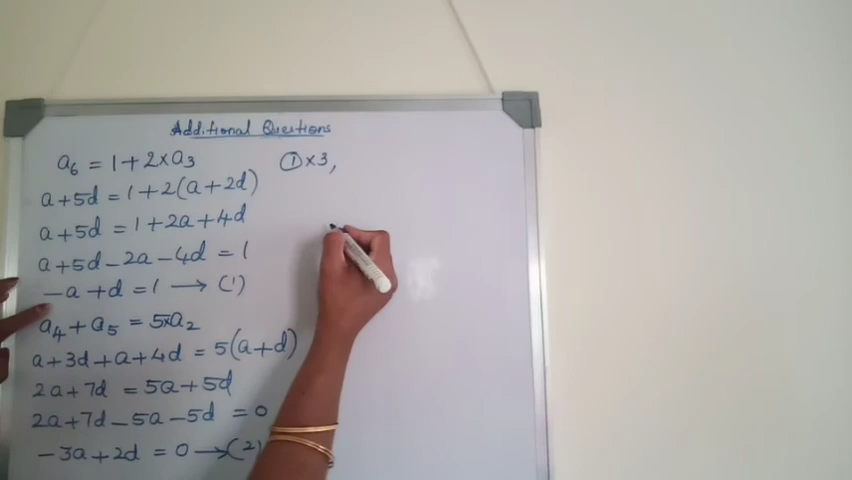 Additional Questions
a₆ = 1 + 2×a₃
a+5d = 1+2(a+2d)
a+5d = 1+2a+4d
a+5d-2a-4d = 1
-a+d = 1 → (1)
a₄+a₅ = 5×a₂
a+3d+a+4d = 5(a+d)
2a+7d = 5a+5d
2a+7d-5a-5d = 0
-3a+2d = 0 → (2)
①×3,